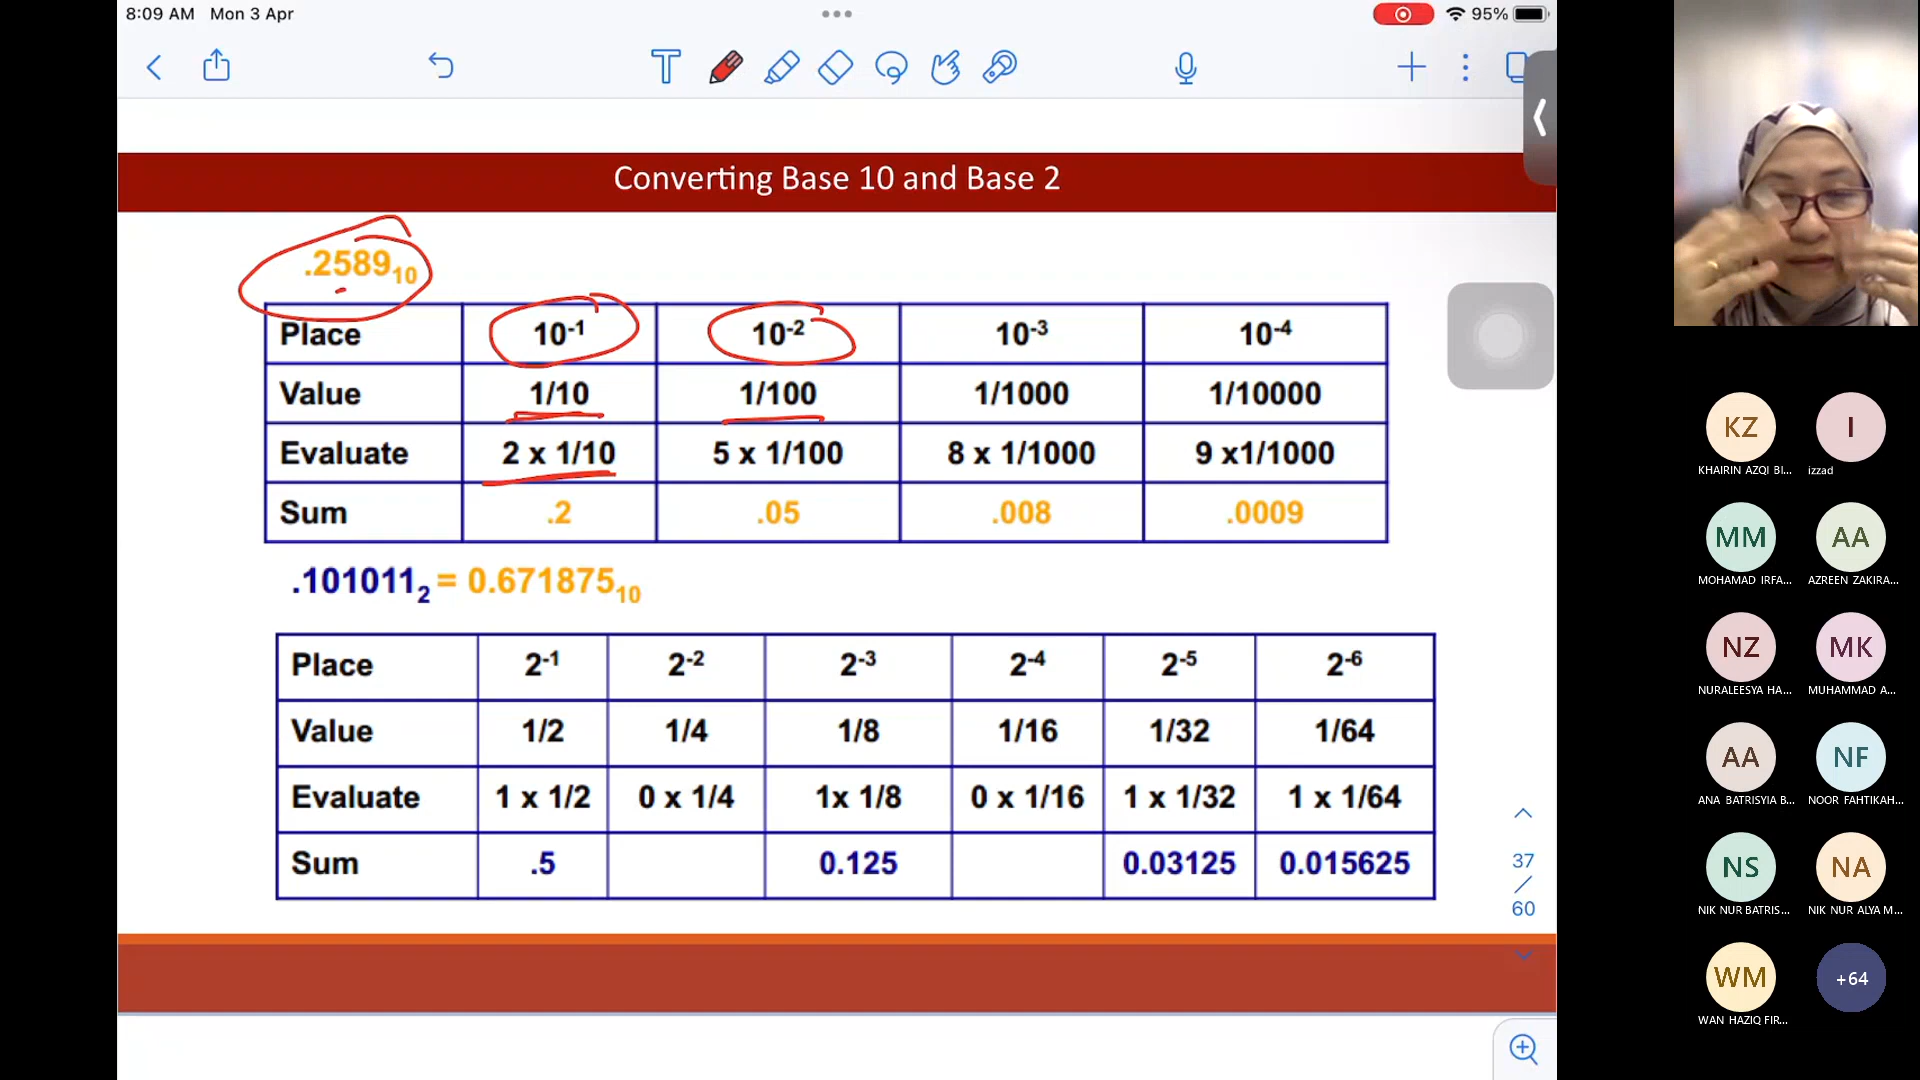 8:09 AM Mon 3 Apr
95%
Converting Base 10 and Base 2
.2589₁₀
Place 10⁻¹ 10⁻² 10⁻³ 10⁻⁴
Value 1/10 1/100 1/1000 1/10000
Evaluate 2 x 1/10 5 x 1/100 8 x 1/1000 9 x1/1000
Sum .2 .05 .008 .0009
.101011₂ = 0.671875₁₀
Place 2⁻¹ 2⁻² 2⁻³ 2⁻⁴ 2⁻⁵ 2⁻⁶
Value 1/2 1/4 1/8 1/16 1/32 1/64
Evaluate 1 x 1/2 0 x 1/4 1x 1/8 0 x 1/16 1 x 1/32 1 x 1/64
Sum .5 0.125 0.03125 0.015625
37
/
60
KZ I
KHAIRIN AZQI BI... izzad
MM AA
MOHAMAD IRFA... AZREEN ZAKIRA...
NZ MK
NURALEESYA HA... MUHAMMAD A...
AA NF
ANA BATRISYIA B... NOOR FAHTIKAH...
NS NA
NIK NUR BATRIS... NIK NUR ALYA M...
WM +64
WAN HAZIQ FIR...